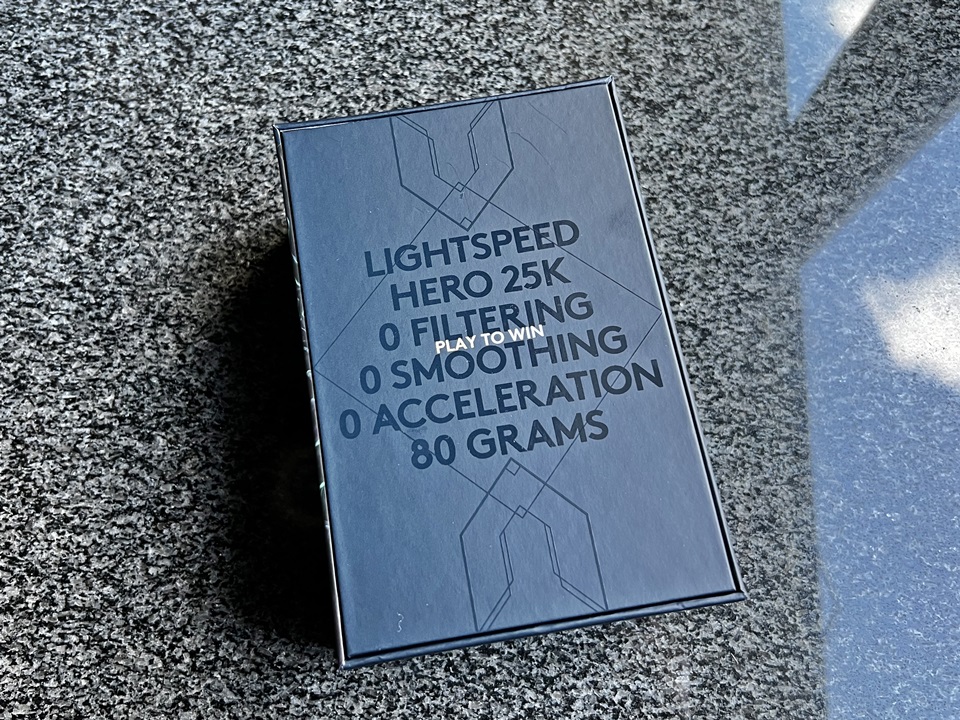 LIGHTSPEED
HERO 25K
0 FILTERING
PLAY TO WIN
0 SMOOTHING
0 ACCELERATION
80 GRAMS